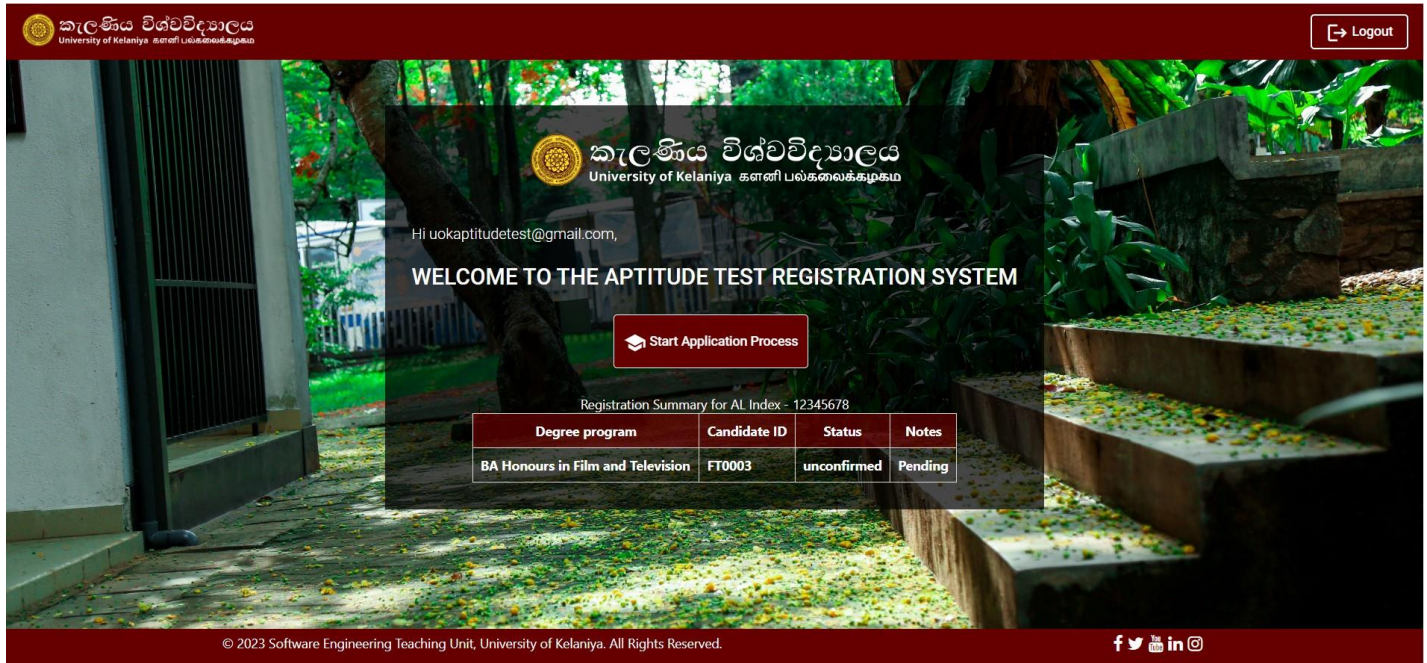 කැලණිය විශ්වවිද්‍යාලය
University of Kelaniya களனி பல்கலைக்கழகம்
Logout
කැලණිය විශ්වවිද්‍යාලය
University of Kelaniya களனி பல்கலைக்கழகம்
Hi uokaptitudetest@gmail.com,
WELCOME TO THE APTITUDE TEST REGISTRATION SYSTEM
Start Application Process
Registration Summary for AL Index - 12345678
Degree program Candidate ID Status Notes
BA Honours in Film and Television FT0003 unconfirmed Pending
© 2023 Software Engineering Teaching Unit, University of Kelaniya. All Rights Reserved.
You Tube